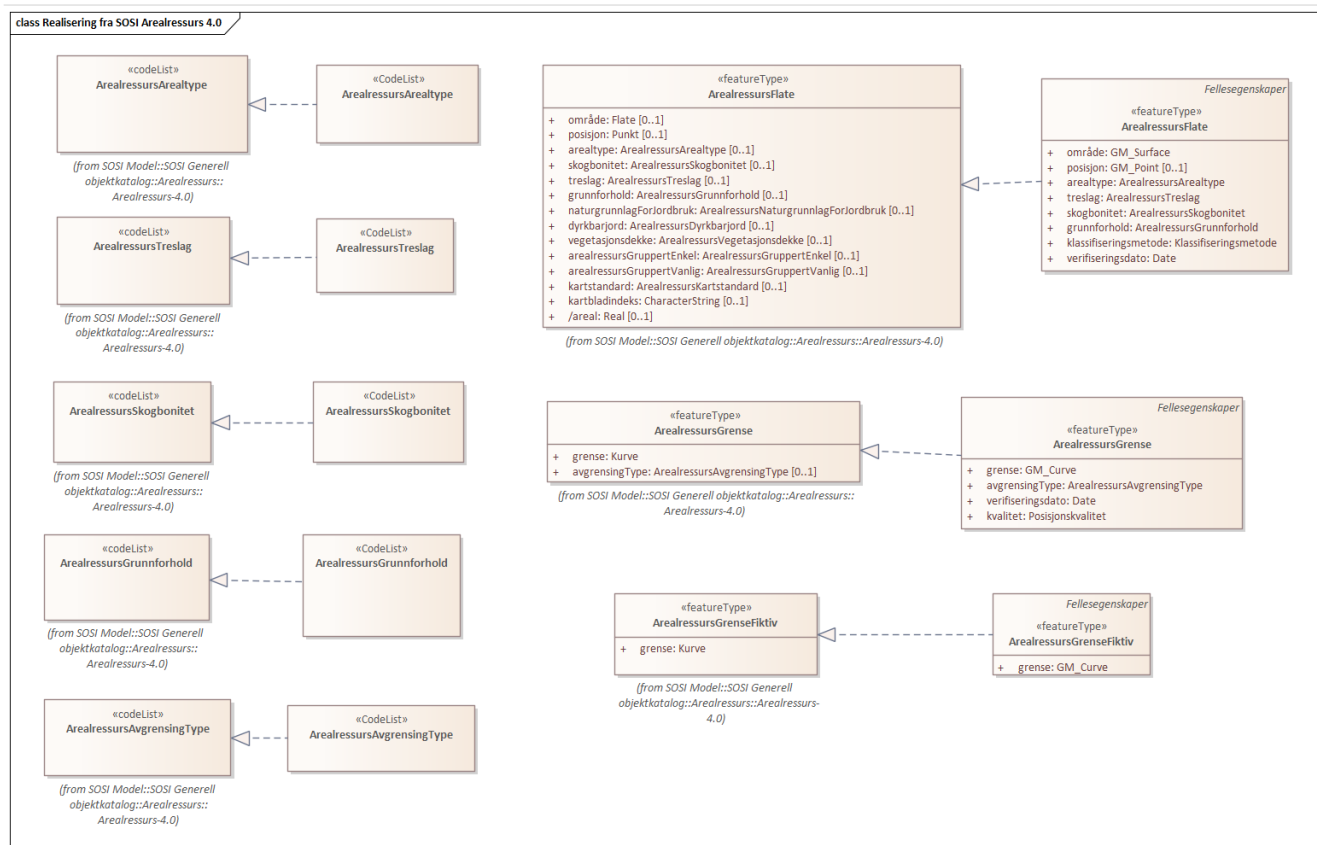 class Realisering fra SOSI Arealressurs 4.0
«codeList»
ArealressursArealtype
(from SOSI Model::SOSI Generell
objektkatalog::Arealressurs::
Arealressurs-4.0)
«CodeList»
ArealressursArealtype
«codeList»
ArealressursTreslag
(from SOSI Model::SOSI Generell
objektkatalog::Arealressurs::
Arealressurs-4.0)
«CodeList»
ArealressursTreslag
«codeList»
ArealressursSkogbonitet
(from SOSI Model::SOSI Generell
objektkatalog::Arealressurs::
Arealressurs-4.0)
«CodeList»
ArealressursSkogbonitet
«codeList»
ArealressursGrunnforhold
(from SOSI Model::SOSI Generell
objektkatalog::Arealressurs::
Arealressurs-4.0)
«CodeList»
ArealressursGrunnforhold
«codeList»
ArealressursAvgrensingType
(from SOSI Model::SOSI Generell
objektkatalog::Arealressurs::
Arealressurs-4.0)
«CodeList»
ArealressursAvgrensingType
«featureType»
ArealressursFlate
+ område: Flate [0..1]
+ posisjon: Punkt [0..1]
+ arealtype: ArealressursArealtype [0..1]
+ skogbonitet: ArealressursSkogbonitet [0..1]
+ treslag: ArealressursTreslag [0..1]
+ grunnforhold: ArealressursGrunnforhold [0..1]
+ naturgrunnlagForJordbruk: ArealressursNaturgrunnlagForJordbruk [0..1]
+ dyrkbarjord: ArealressursDyrkbarjord [0..1]
+ vegetasjonsdekke: ArealressursVegetasjonsdekke [0..1]
+ arealressursGruppertEnkel: ArealressursGruppertEnkel [0..1]
+ arealressursGruppertVanlig: ArealressursGruppertVanlig [0..1]
+ kartstandard: ArealressursKartstandard [0..1]
+ kartbladindeks: CharacterString [0..1]
+ /areal: Real [0..1]
(from SOSI Model::SOSI Generell objektkatalog::Arealressurs::Arealressurs-4.0)
Fellesegenskaper
«featureType»
ArealressursFlate
+ område: GM_Surface
+ posisjon: GM_Point [0..1]
+ arealtype: ArealressursArealtype
+ treslag: ArealressursTreslag
+ skogbonitet: ArealressursSkogbonitet
+ grunnforhold: ArealressursGrunnforhold
+ klassifiseringsmetode: Klassifiseringsmetode
+ verifiseringsdato: Date
«featureType»
ArealressursGrense
+ grense: Kurve
+ avgrensingType: ArealressursAvgrensingType [0..1]
(from SOSI Model::SOSI Generell objektkatalog::Arealressurs::
Arealressurs-4.0)
Fellesegenskaper
«featureType»
ArealressursGrense
+ grense: GM_Curve
+ avgrensingType: ArealressursAvgrensingType
+ verifiseringsdato: Date
+ kvalitet: Posisjonskvalitet
«featureType»
ArealressursGrenseFiktiv
+ grense: Kurve
(from SOSI Model::SOSI Generell
objektkatalog::Arealressurs::Arealressurs-
4.0)
Fellesegenskaper
«featureType»
ArealressursGrenseFiktiv
+ grense: GM_Curve